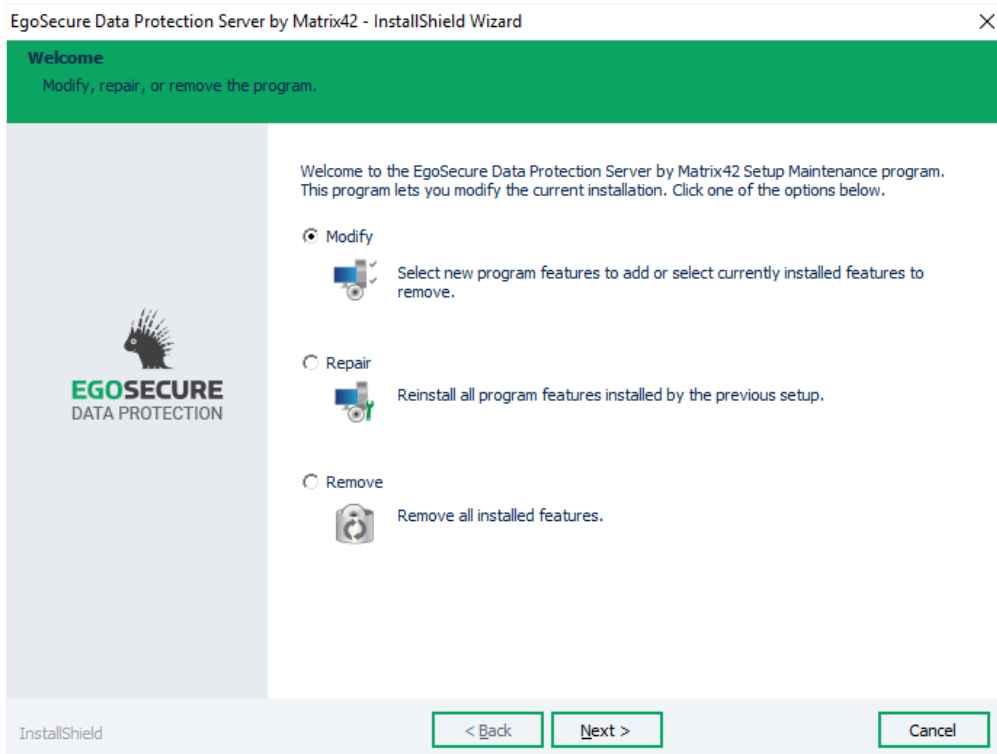 EgoSecure Data Protection Server by Matrix42 - InstallShield Wizard
Welcome
Modify, repair, or remove the program.
Welcome to the EgoSecure Data Protection Server by Matrix42 Setup Maintenance program.
This program lets you modify the current installation. Click one of the options below.
Modify
Select new program features to add or select currently installed features to
remove.
Repair
Reinstall all program features installed by the previous setup.
Remove
Remove all installed features.
EGOSECURE
DATA PROTECTION
InstallShield
< Back
Next >
Cancel